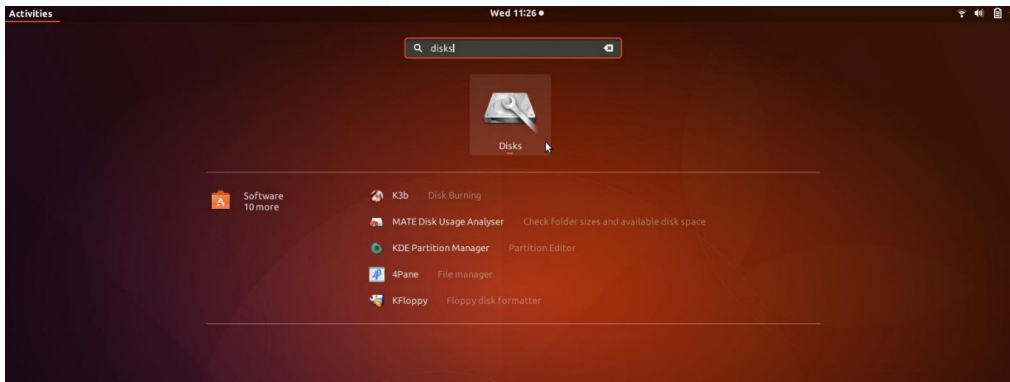 Activities Wed 11:26
disks
Disks
Software
10 more
K3b Disk Burning
MATE Disk Usage Analyser Check folder sizes and available disk space
KDE Partition Manager Partition Editor
4Pane File manager
KFloppy Floppy disk formatter